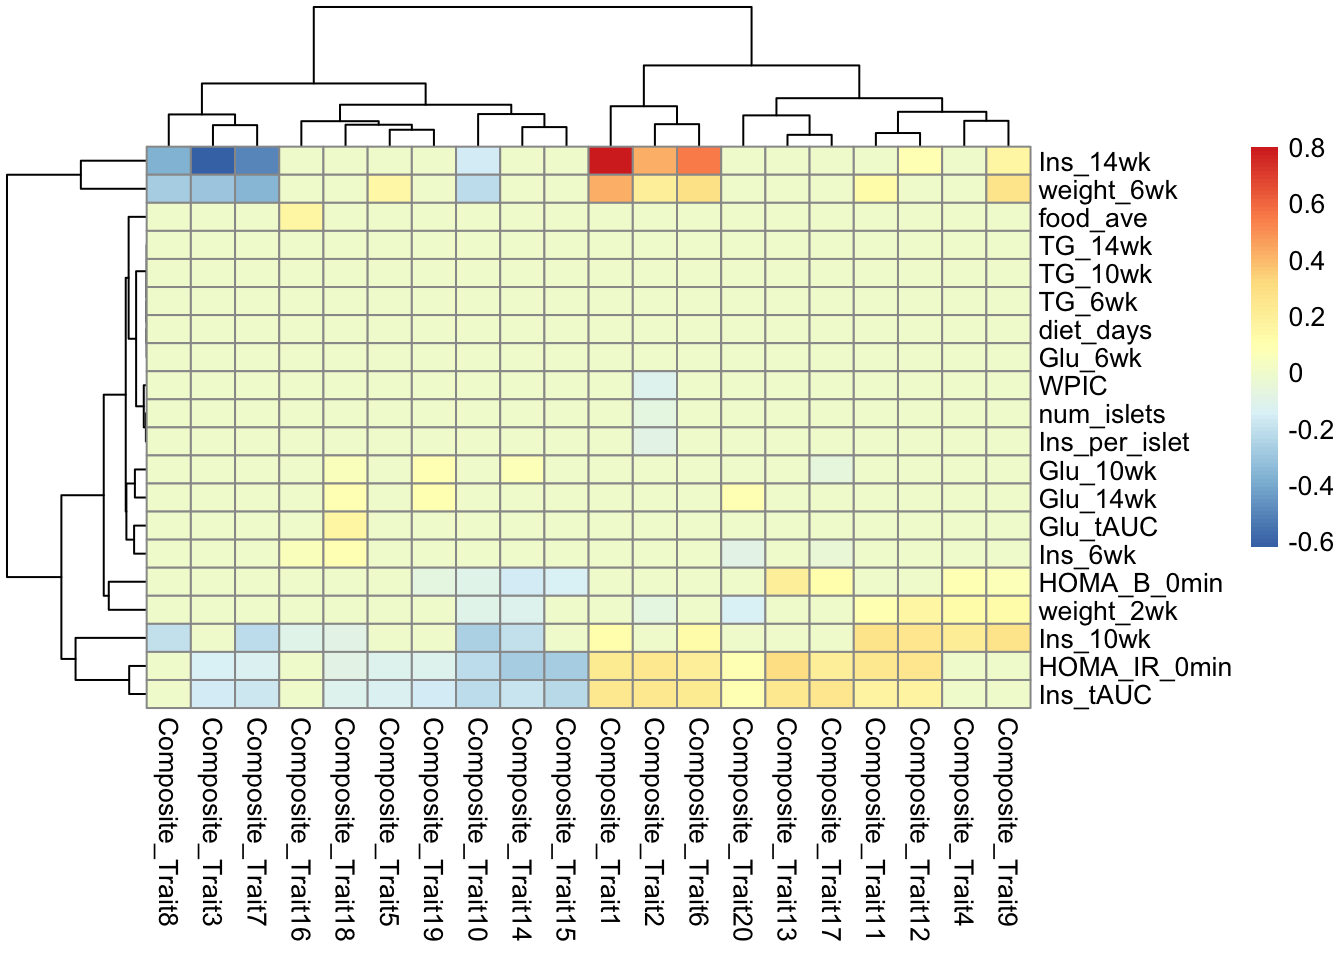 Ins_14wk
weight_6wk
food_ave
TG_14wk
TG_10wk
TG_6wk
diet_days
Glu_6wk
WPIC
num_islets
Ins_per_islet
Glu_10wk
Glu_14wk
Glu_tAUC
Ins_6wk
HOMA_B_0min
weight_2wk
Ins_10wk
HOMA_IR_0min
Ins_tAUC
0.8
0.6
0.4
0.2
0
-0.2
-0.4
-0.6
Composite_Trait8
Composite_Trait3
Composite_Trait7
Composite_Trait16
Composite_Trait18
Composite_Trait5
Composite_Trait19
Composite_Trait10
Composite_Trait14
Composite_Trait15
Composite_Trait1
Composite_Trait2
Composite_Trait6
Composite_Trait20
Composite_Trait13
Composite_Trait17
Composite_Trait11
Composite_Trait12
Composite_Trait4
Composite_Trait9